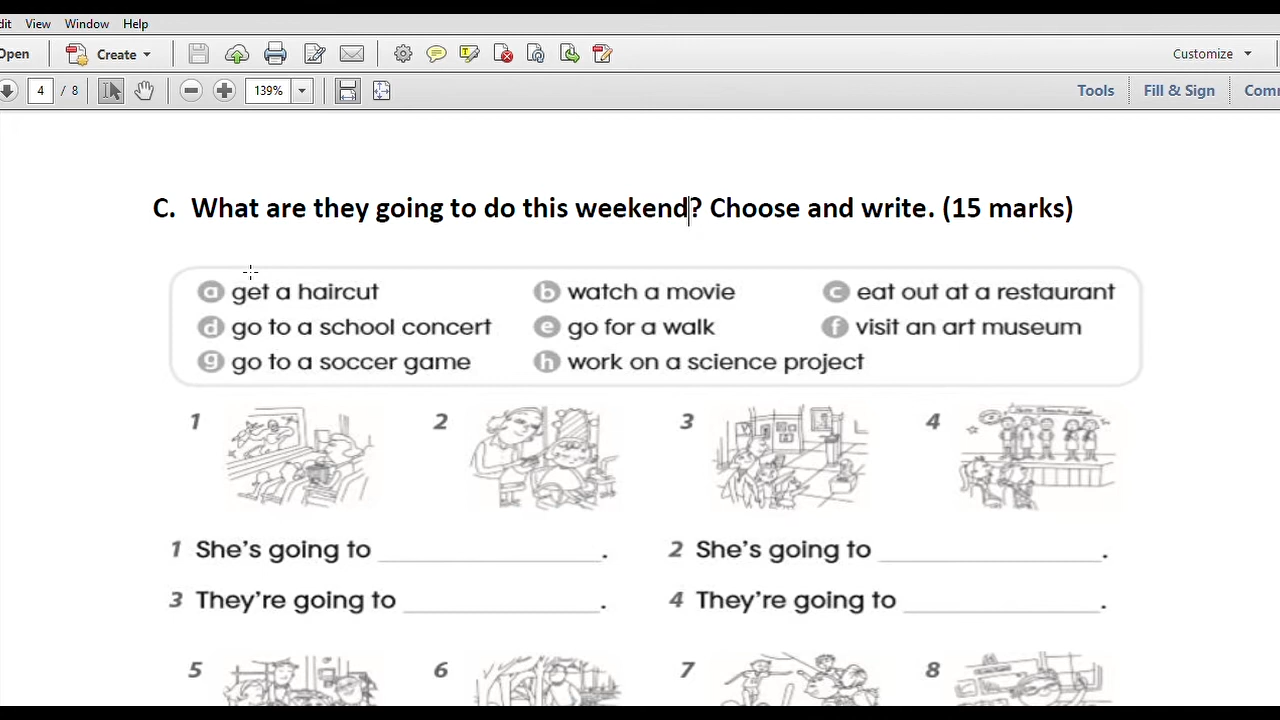 dit View Window Help
Open Create Customize
4 / 8 139% Tools Fill & Sign Comm
C. What are they going to do this weekend? Choose and write. (15 marks)
a get a haircut b watch a movie c eat out at a restaurant
d go to a school concert e go for a walk f visit an art museum
g go to a soccer game h work on a science project
1 2 3 4
1 She's going to ____________. 2 She's going to ____________.
3 They're going to ____________. 4 They're going to ____________.
5 6 7 8